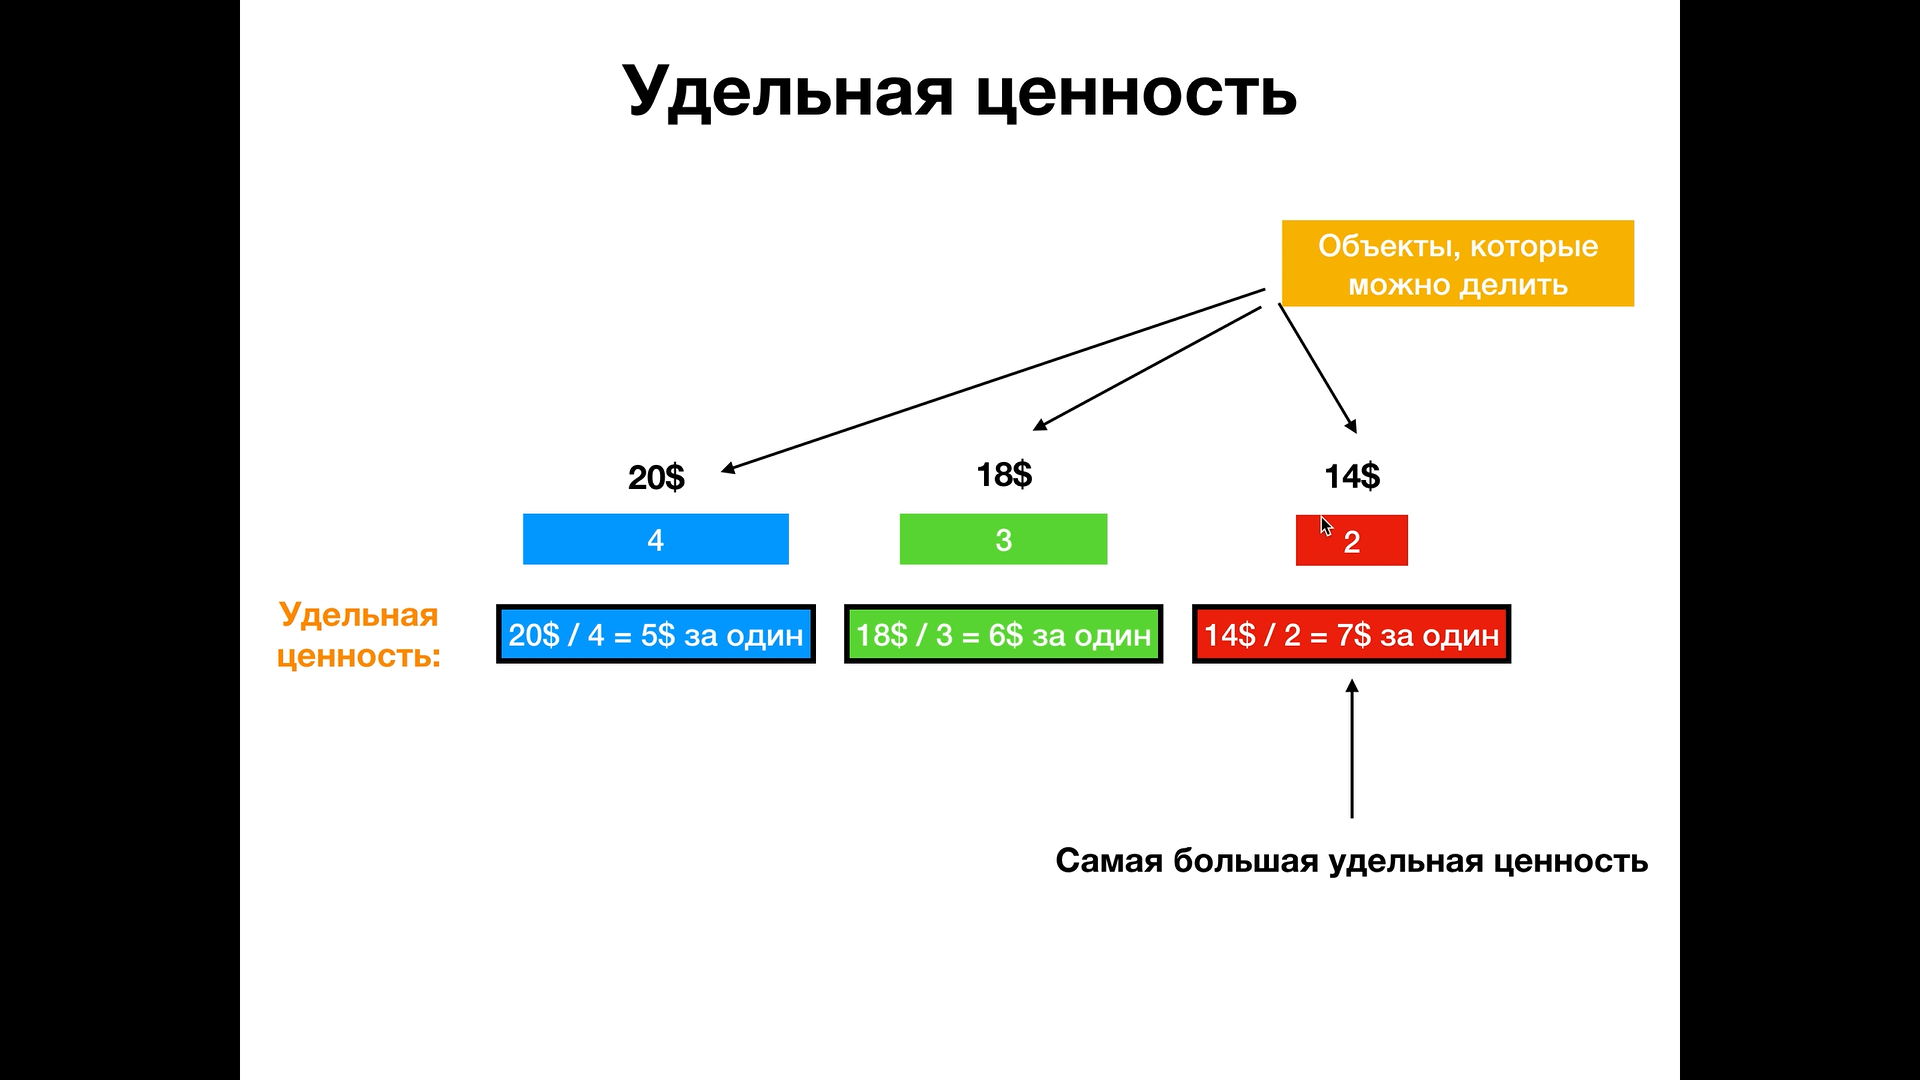 Удельная ценность
Объекты, которые
можно делить
20$
18$
14$
4
3
2
Удельная
ценность:
20$ / 4 = 5$ за один
18$ / 3 = 6$ за один
14$ / 2 = 7$ за один
Самая большая удельная ценность